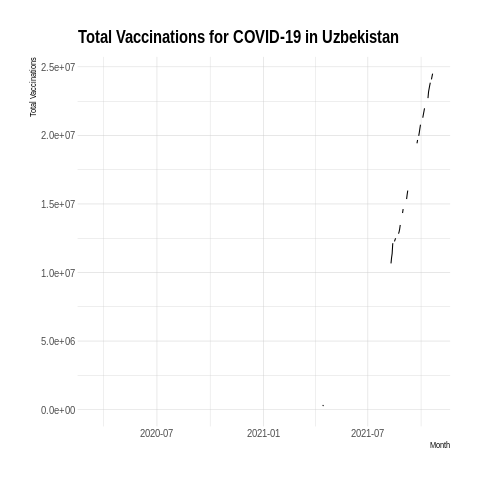 Total Vaccinations for COVID-19 in Uzbekistan
Total Vaccinations
2.5e+07
2.0e+07
1.5e+07
1.0e+07
5.0e+06
0.0e+00
2020-07 2021-01 2021-07
Month